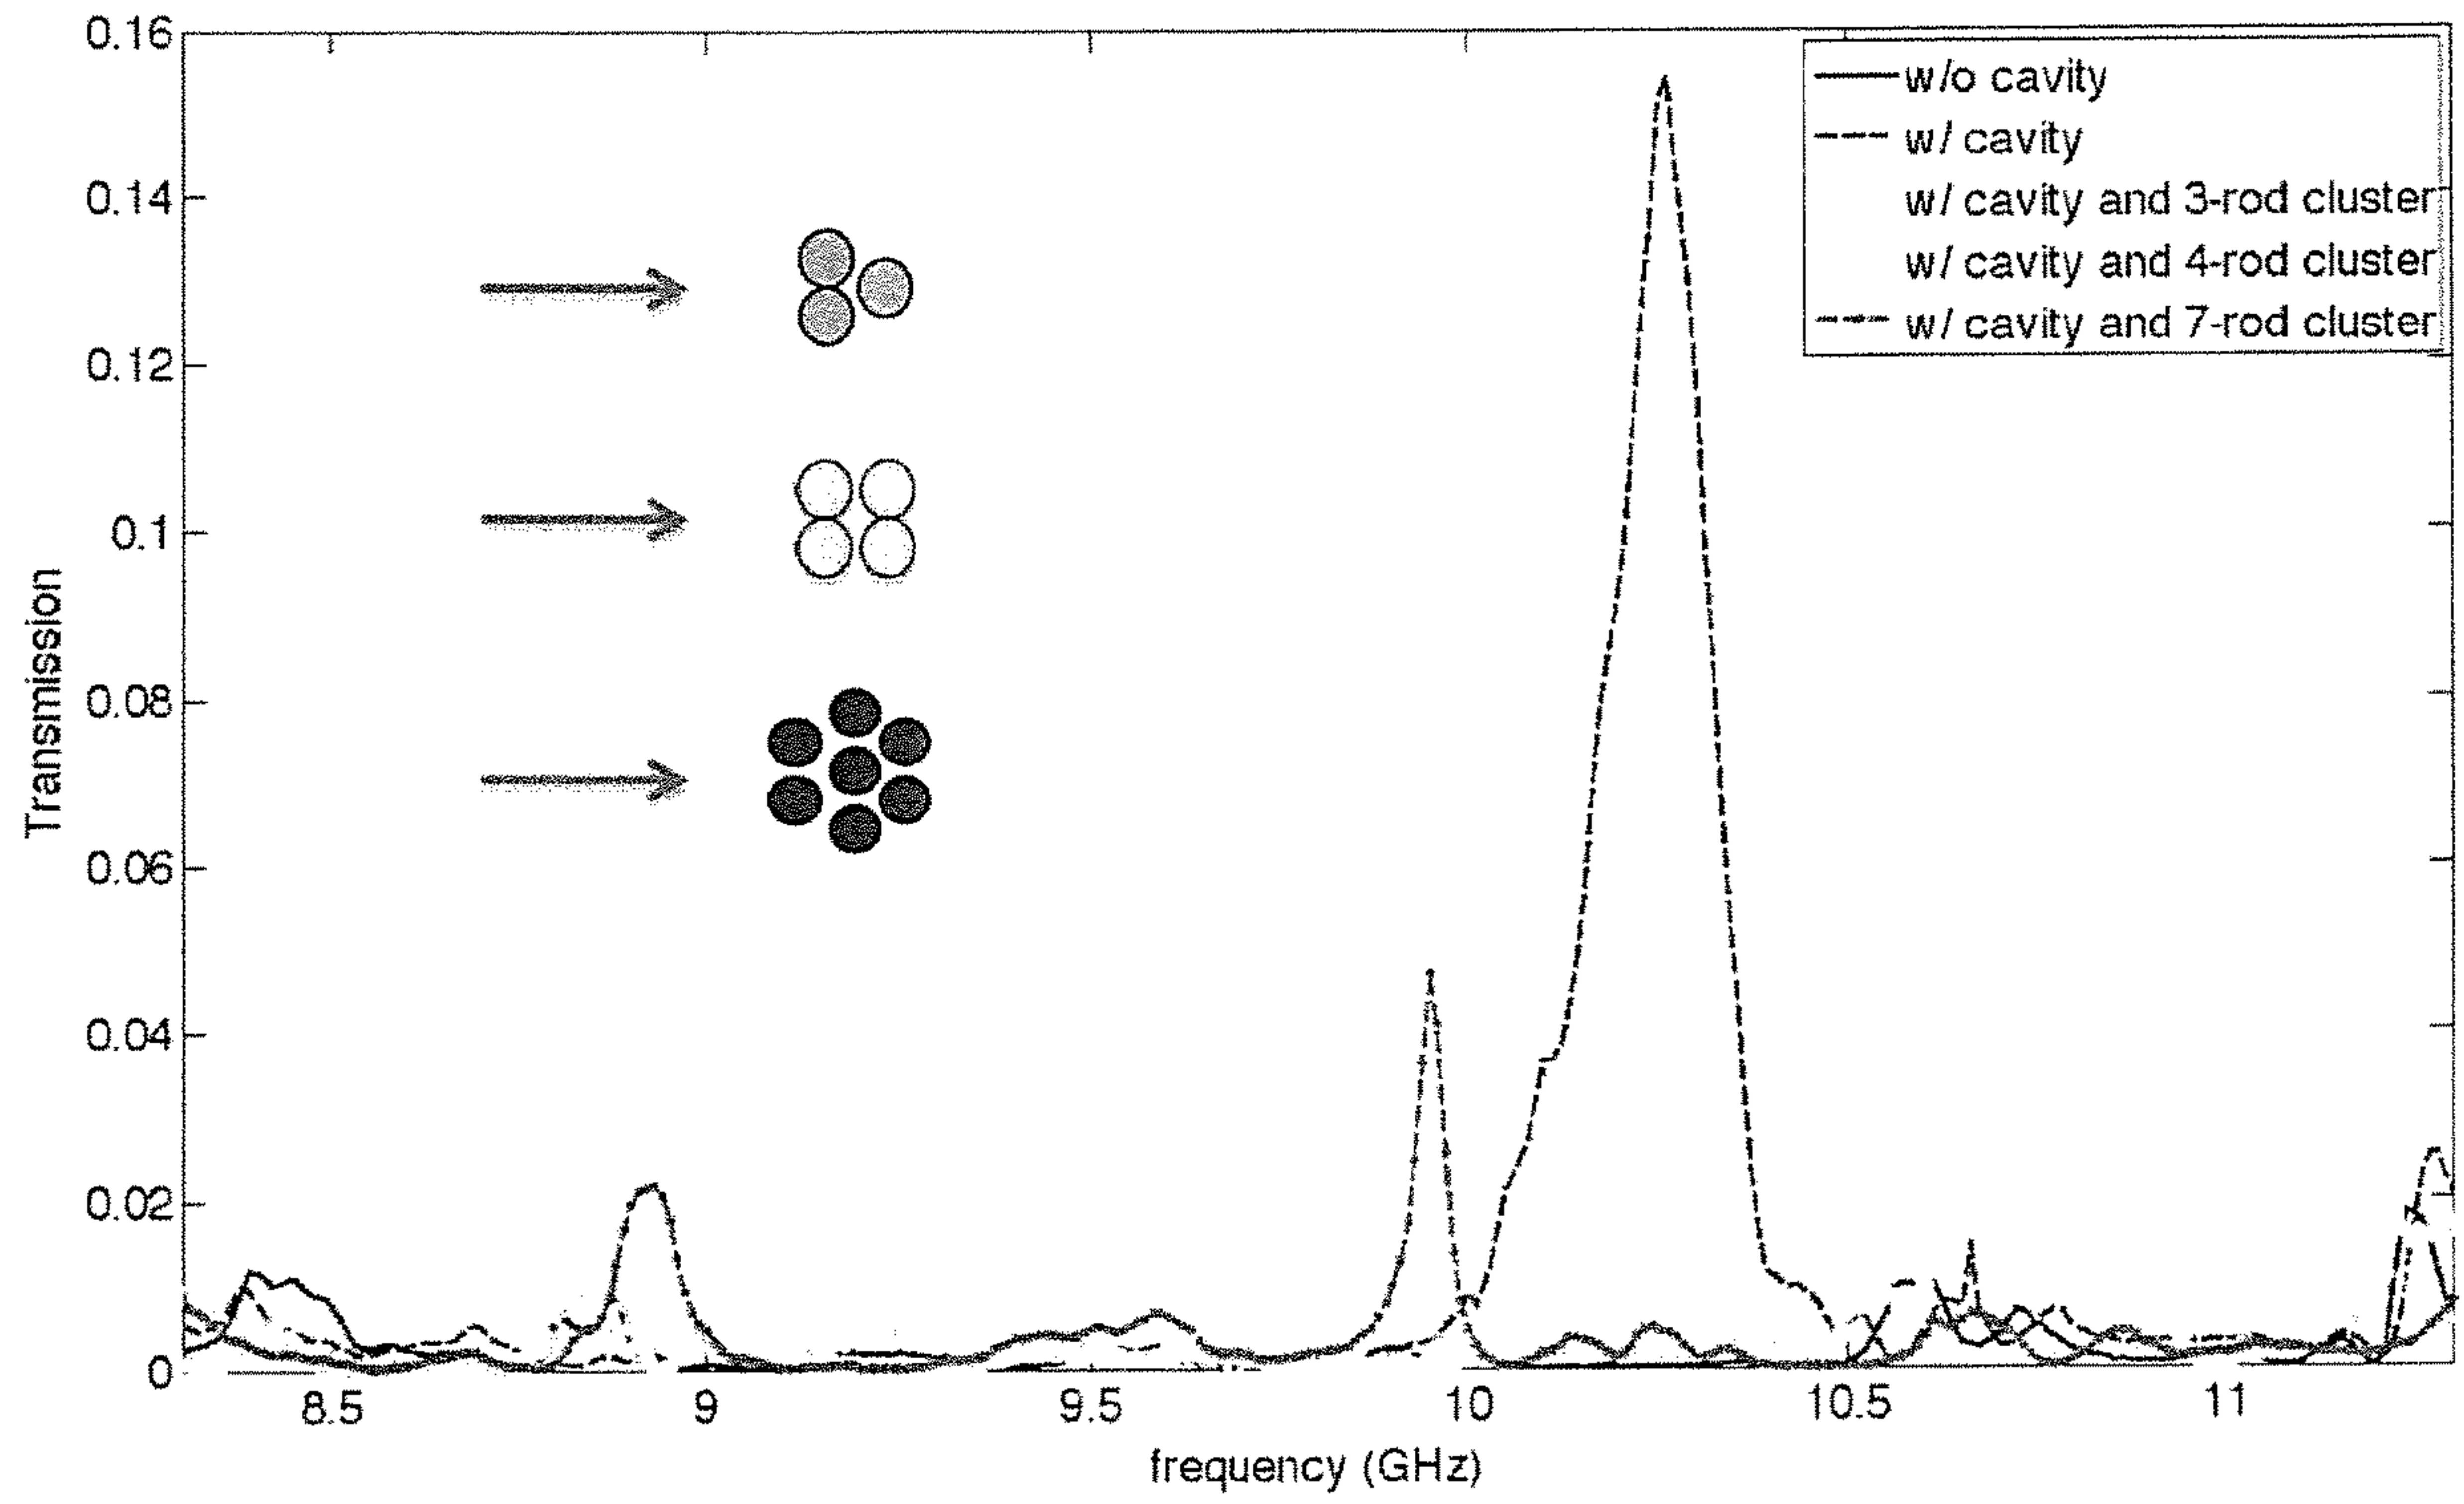 0.16
0.14
0.12
0.1
0.08
0.06
0.04
0.02
0
Transmission
w/o cavity
w/ cavity
w/ cavity and 3-rod cluster
w/ cavity and 4-rod cluster
w/ cavity and 7-rod cluster
8.5 9 9.5 10 10.5 11
frequency (GHz)